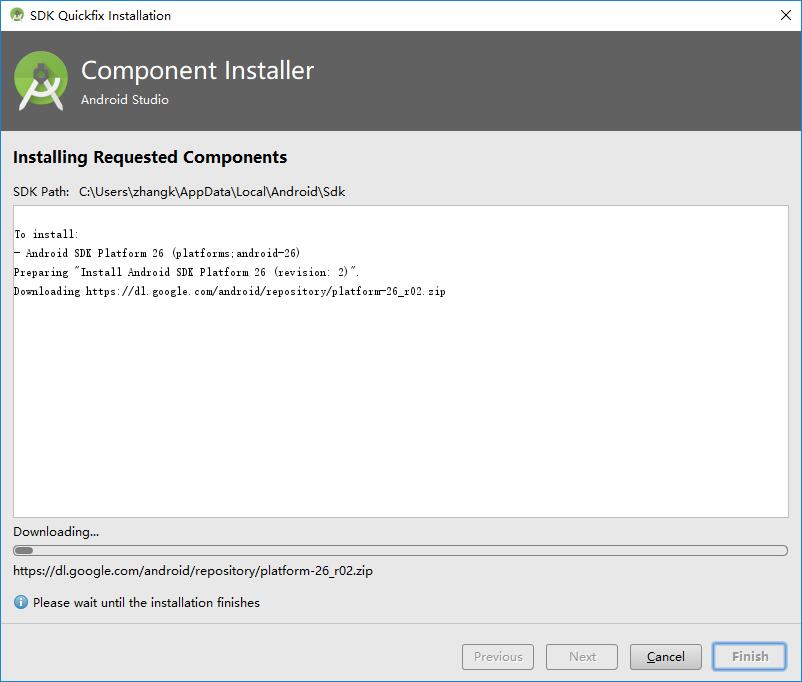 SDK Quickfix Installation
Component Installer
Android Studio
Installing Requested Components
SDK Path: C:\Users\zhangk\AppData\Local\Android\Sdk
To install:
- Android SDK Platform 26 (platforms;android-26)
Preparing "Install Android SDK Platform 26 (revision: 2)".
Downloading https://dl.google.com/android/repository/platform-26_r02.zip
Downloading...
https://dl.google.com/android/repository/platform-26_r02.zip
Please wait until the installation finishes
Previous Next Cancel Finish